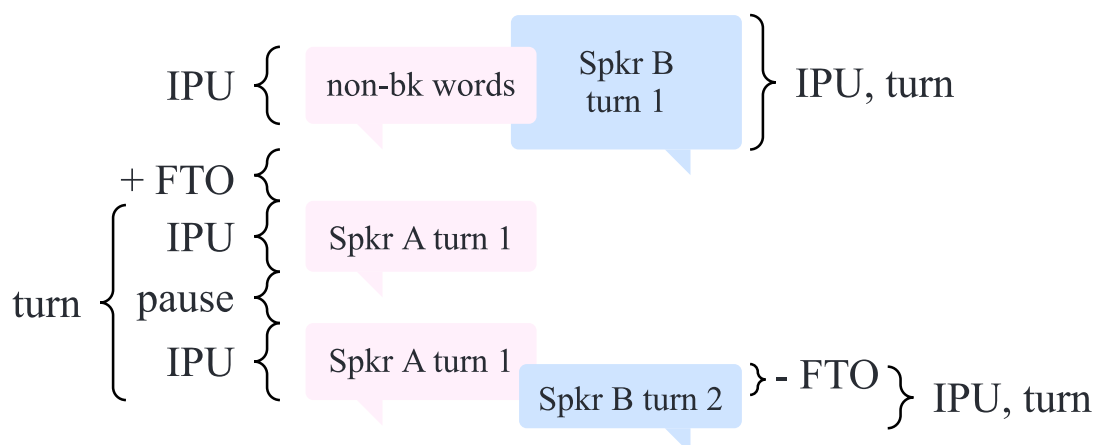 IPU
non-bk words
Spkr B
turn 1
IPU, turn
+ FTO
IPU
Spkr A turn 1
turn
pause
IPU
Spkr A turn 1
- FTO
Spkr B turn 2
IPU, turn